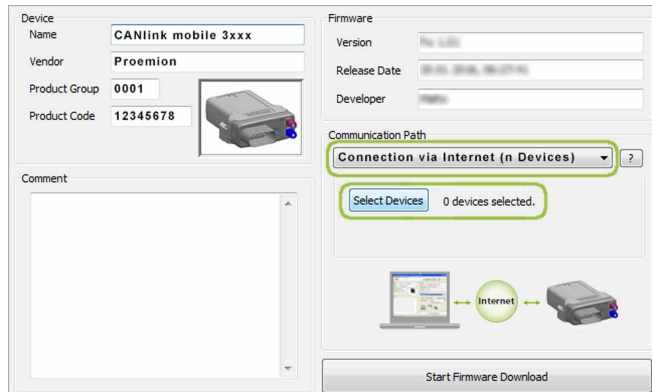 Device
Name CANlink mobile 3xxx
Vendor Proemion
Product Group 0001
Product Code 12345678
Comment
Firmware
Version
Release Date
Developer
Communication Path
Connection via Internet (n Devices) ?
Select Devices 0 devices selected.
Internet
Start Firmware Download